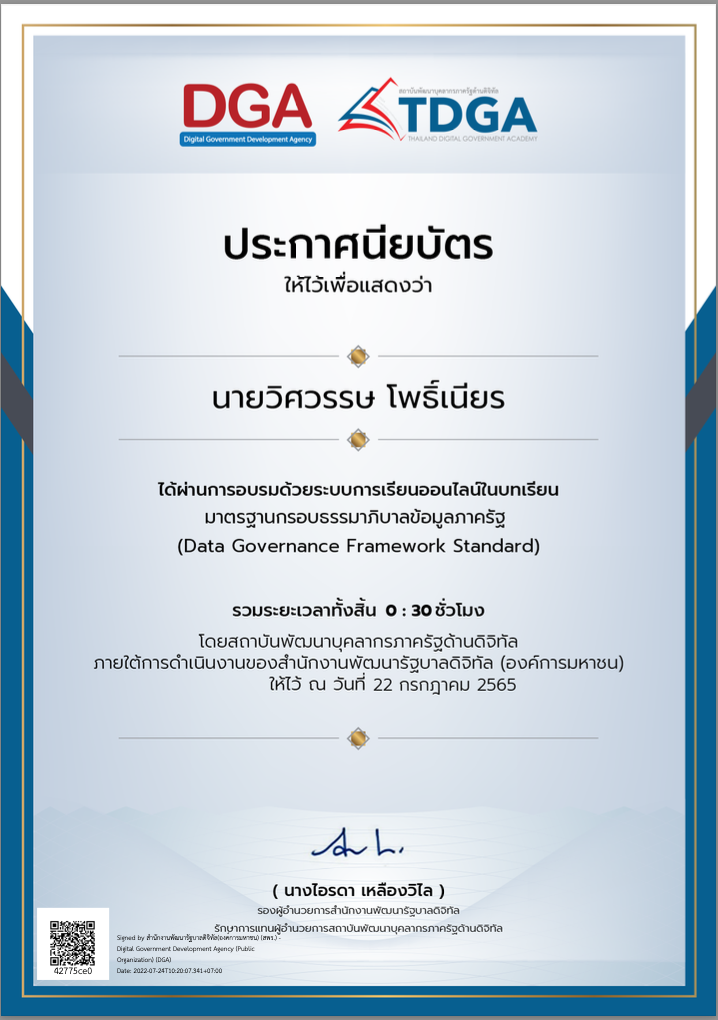 DGA
Digital Government Development Agency
สถาบันพัฒนาบุคลากรภาครัฐด้านดิจิทัล
TDGA
THAILAND DIGITAL GOVERNMENT ACADEMY
ประกาศนียบัตร
ให้ไว้เพื่อแสดงว่า
นายวิศวรรษ โพธิ์เนียร
ได้ผ่านการอบรมด้วยระบบการเรียนออนไลน์ในบทเรียน
มาตรฐานกรอบธรรมาภิบาลข้อมูลภาครัฐ
(Data Governance Framework Standard)
รวมระยะเวลาทั้งสิ้น 0 : 30 ชั่วโมง
โดยสถาบันพัฒนาบุคลากรภาครัฐด้านดิจิทัล
ภายใต้การดำเนินงานของสำนักงานพัฒนารัฐบาลดิจิทัล (องค์การมหาชน)
ให้ไว้ ณ วันที่ 22 กรกฎาคม 2565
( นางไอรดา เหลืองวิไล )
รองผู้อำนวยการสำนักงานพัฒนารัฐบาลดิจิทัล
รักษาการแทนผู้อำนวยการสถาบันพัฒนาบุคลากรภาครัฐด้านดิจิทัล
Signed by สำนักงานพัฒนารัฐบาลดิจิทัล(องค์การมหาชน) (สพร.) -
Digital Government Development Agency (Public
Organization) (DGA)
Date: 2022-07-24T10:20:07.341+07:00
42775ce0